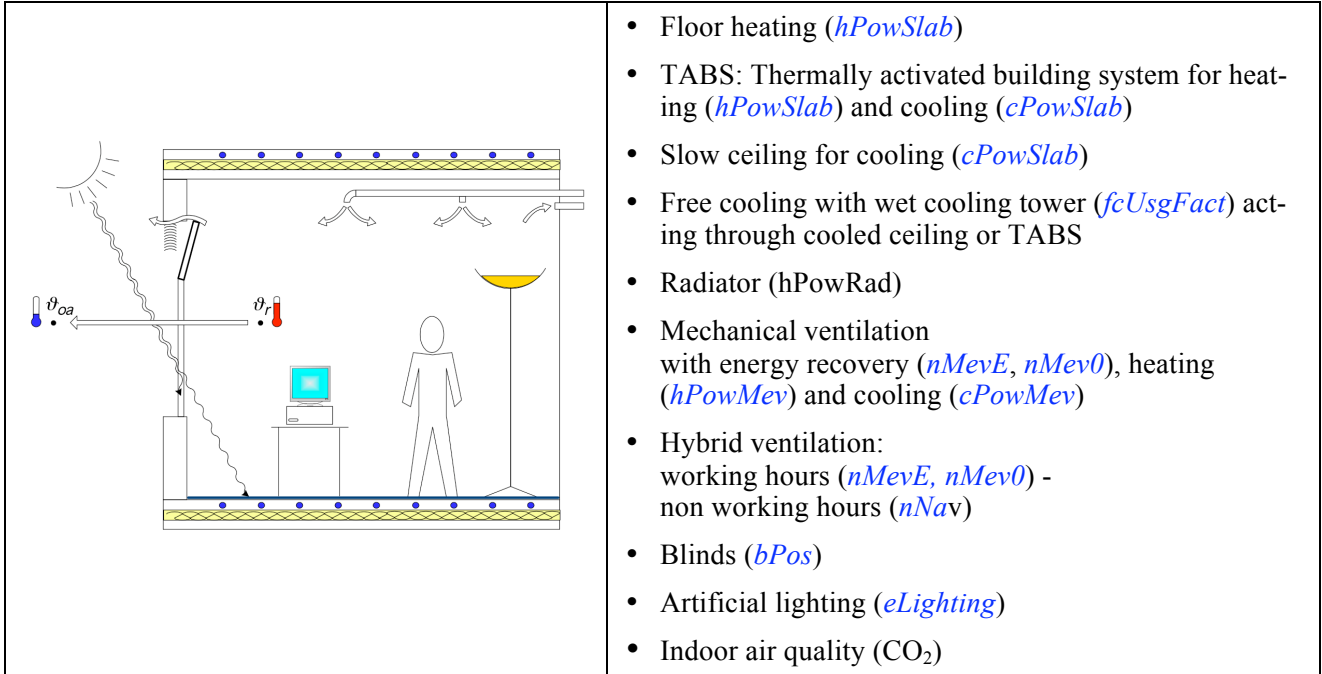 ϑoa
ϑr
• Floor heating (hPowSlab)
• TABS: Thermally activated building system for heat-
ing (hPowSlab) and cooling (cPowSlab)
• Slow ceiling for cooling (cPowSlab)
• Free cooling with wet cooling tower (fcUsgFact) act-
ing through cooled ceiling or TABS
• Radiator (hPowRad)
• Mechanical ventilation
with energy recovery (nMevE, nMev0), heating
(hPowMev) and cooling (cPowMev)
• Hybrid ventilation:
working hours (nMevE, nMev0) -
non working hours (nNav)
• Blinds (bPos)
• Artificial lighting (eLighting)
• Indoor air quality (CO₂)